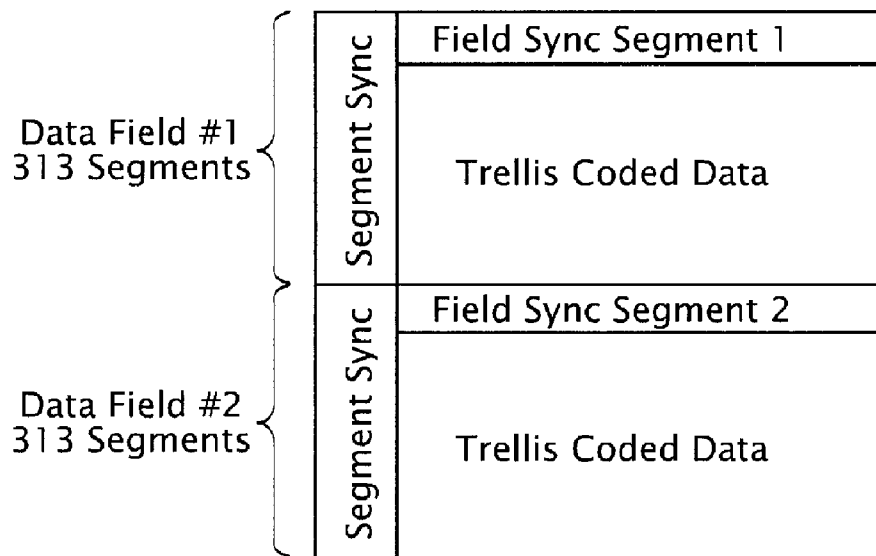 Data Field #1
313 Segments
Segment Sync
Field Sync Segment 1
Trellis Coded Data
Data Field #2
313 Segments
Segment Sync
Field Sync Segment 2
Trellis Coded Data